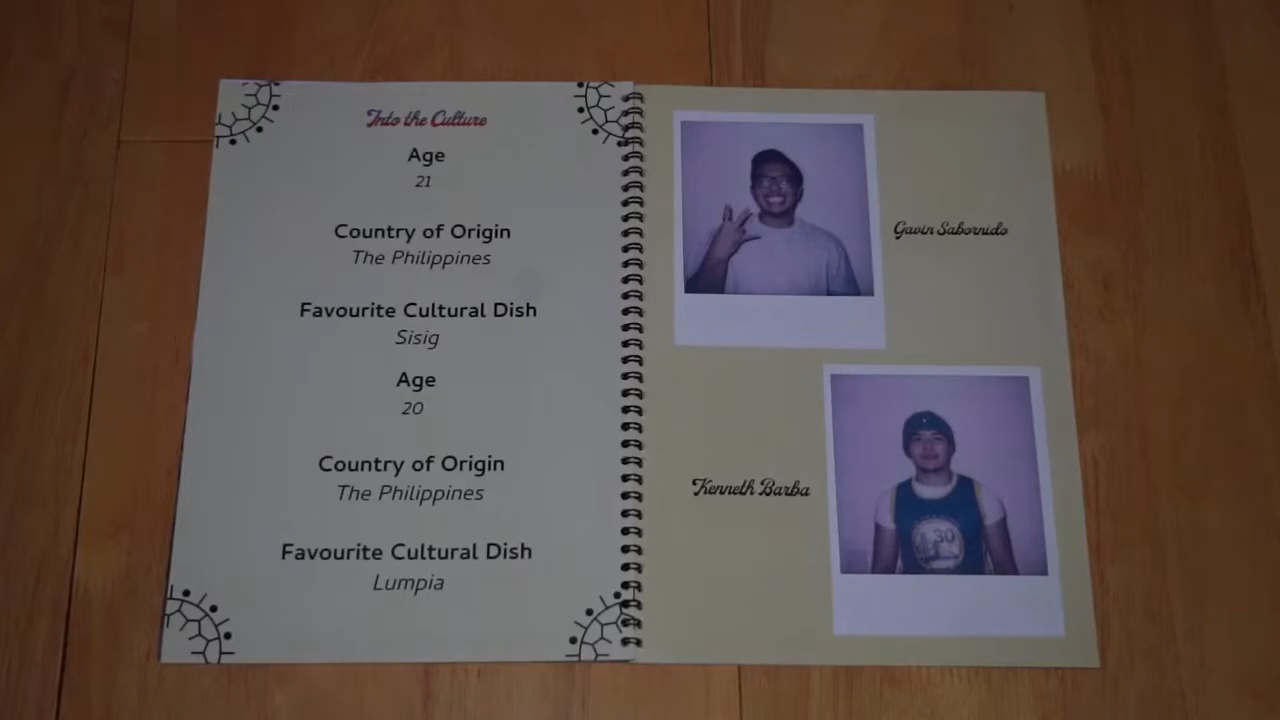 Into the Culture
Age
21
Country of Origin
The Philippines
Favourite Cultural Dish
Sisig
Age
20
Country of Origin
The Philippines
Favourite Cultural Dish
Lumpia
Gavin Sabornido
Kenneth Barba
30